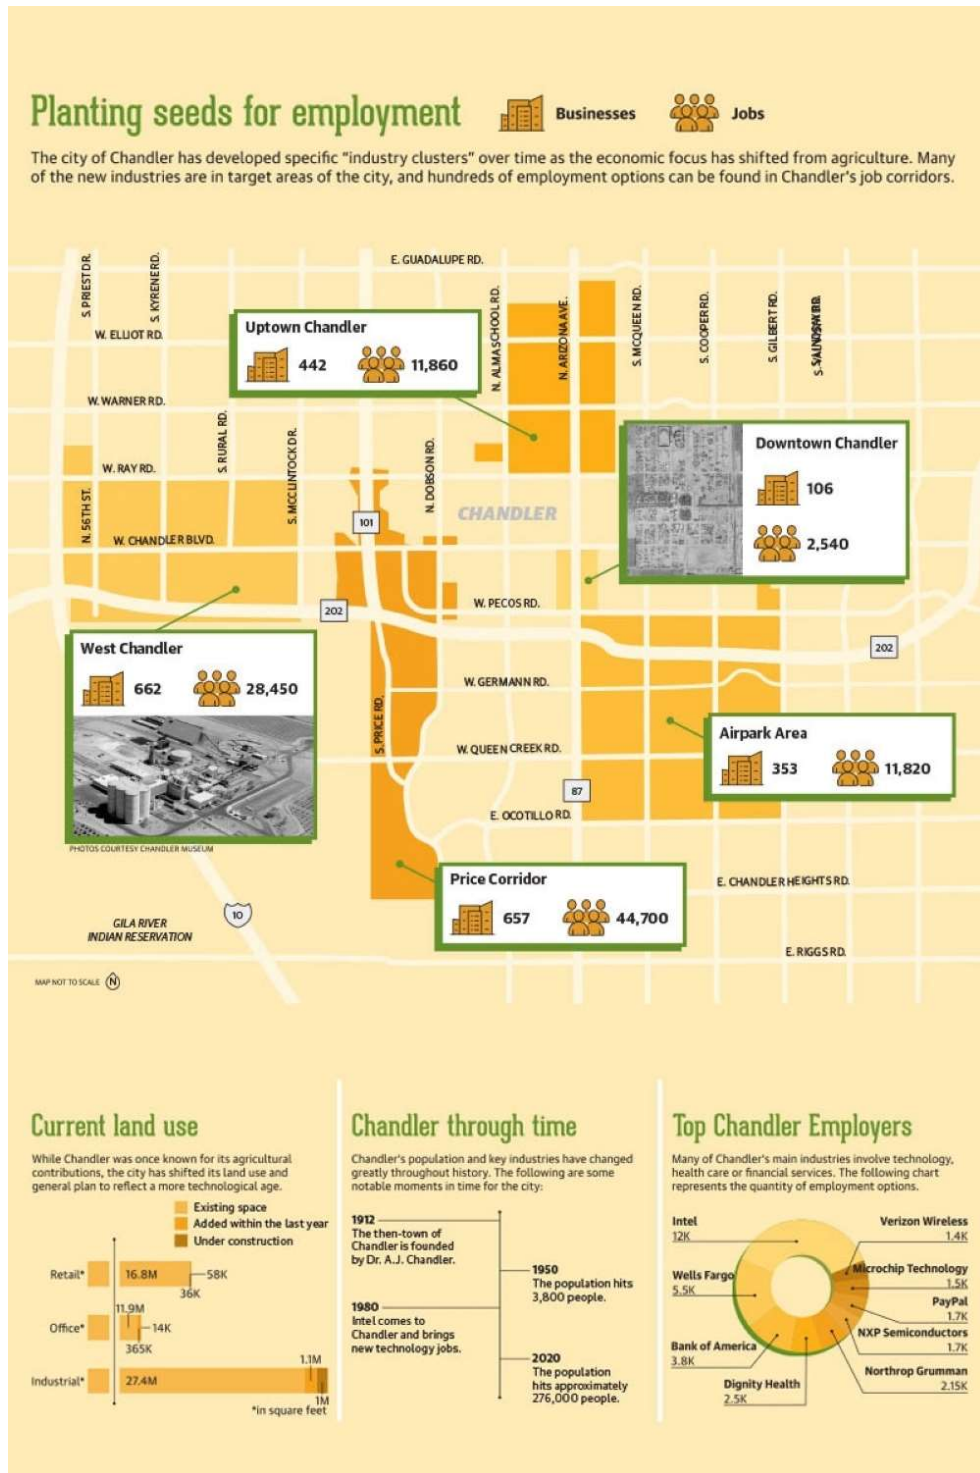 Planting seeds for employment
Businesses
Jobs
The city of Chandler has developed specific “industry clusters” over time as the economic focus has shifted from agriculture. Many
of the new industries are in target areas of the city, and hundreds of employment options can be found in Chandler’s job corridors.
E. GUADALUPE RD.
S. PRIEST DR.
S. KYRENE RD.
W. ELLIOT RD.
N. ALMA SCHOOL RD.
N. ARIZONA AVE.
S. MCQUEEN RD.
S. COOPER RD.
S. GILBERT RD.
Uptown Chandler
442
11,860
W. WARNER RD.
S. RURAL RD.
S. MCCLINTOCK DR.
N. DOBSON RD.
W. RAY RD.
N. 56TH ST.
W. CHANDLER BLVD.
101
CHANDLER
Downtown Chandler
106
2,540
202
W. PECOS RD.
202
West Chandler
662
28,450
W. GERMANN RD.
S. PRICE RD.
W. QUEEN CREEK RD.
Airpark Area
353
11,820
87
E. OCOTILLO RD.
PHOTOS COURTESY CHANDLER MUSEUM
Price Corridor
657
44,700
E. CHANDLER HEIGHTS RD.
10
GILA RIVER
INDIAN RESERVATION
E. RIGGS RD.
MAP NOT TO SCALE
N
Current land use
While Chandler was once known for its agricultural
contributions, the city has shifted its land use and
general plan to reflect a more technological age.
Existing space
Added within the last year
Under construction
Retail*
16.8M
58K
36K
11.9M
Office*
14K
365K
1.1M
Industrial*
27.4M
1M
*in square feet
Chandler through time
Chandler’s population and key industries have changed
greatly throughout history. The following are some
notable moments in time for the city:
1912
The then-town of
Chandler is founded
by Dr. A.J. Chandler.
1950
The population hits
3,800 people.
1980
Intel comes to
Chandler and brings
new technology jobs.
2020
The population
hits approximately
276,000 people.
Top Chandler Employers
Many of Chandler’s main industries involve technology,
health care or financial services. The following chart
represents the quantity of employment options.
Intel
12K
Verizon Wireless
1.4K
Microchip Technology
1.5K
Wells Fargo
5.5K
PayPal
1.7K
NXP Semiconductors
1.7K
Bank of America
3.8K
Northrop Grumman
2.15K
Dignity Health
2.5K